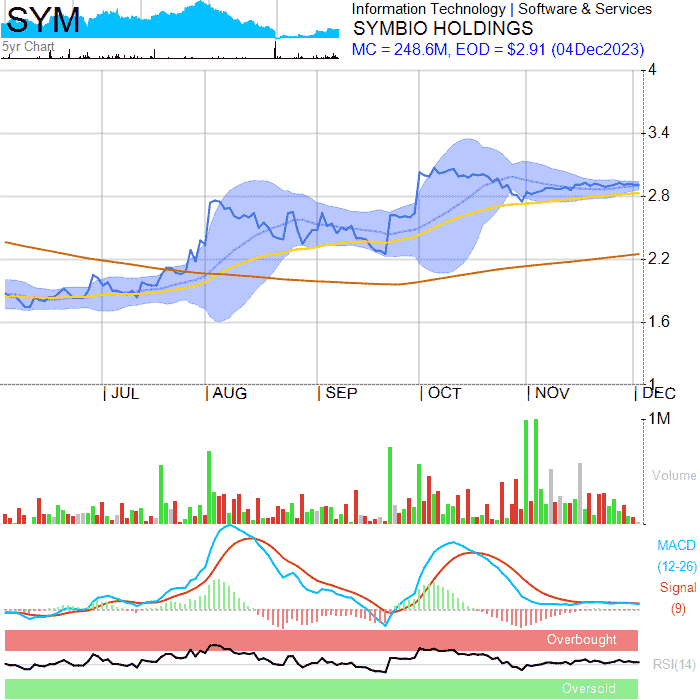 SYM
5yr Chart
Information Technology | Software & Services
SYMBIO HOLDINGS
MC = 248.6M, EOD = $2.91 (04Dec2023)
4
3.4
2.8
2.2
1.6
1
JUL AUG SEP OCT NOV DEC
1M
Volume
MACD
(12-26)
Signal
(9)
Overbought
RSI(14)
Oversold